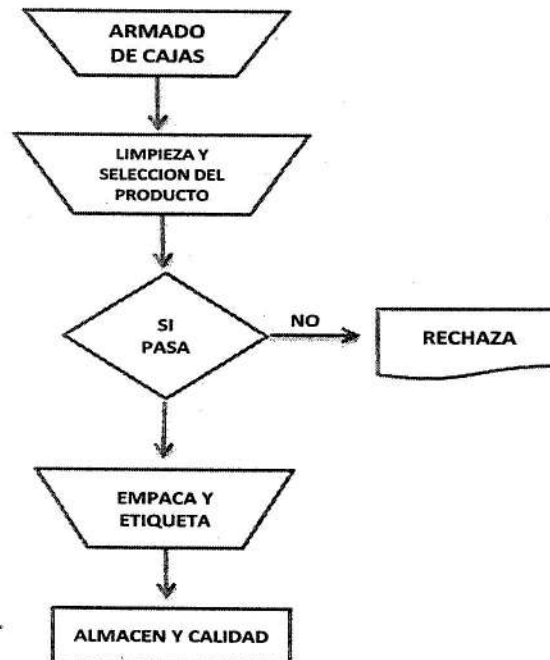 ARMADO
DE CAJAS
LIMPIEZA Y
SELECCION DEL
PRODUCTO
SI
PASA
NO
RECHAZA
EMPACA Y
ETIQUETA
ALMACEN Y CALIDAD